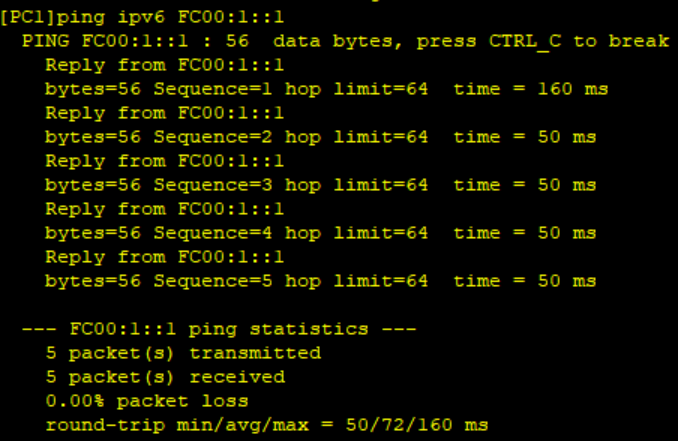 [PC1]ping ipv6 FC00:1::1
PING FC00:1::1 : 56  data bytes, press CTRL_C to break
Reply from FC00:1::1
bytes=56 Sequence=1 hop limit=64  time = 160 ms
Reply from FC00:1::1
bytes=56 Sequence=2 hop limit=64  time = 50 ms
Reply from FC00:1::1
bytes=56 Sequence=3 hop limit=64  time = 50 ms
Reply from FC00:1::1
bytes=56 Sequence=4 hop limit=64  time = 50 ms
Reply from FC00:1::1
bytes=56 Sequence=5 hop limit=64  time = 50 ms
--- FC00:1::1 ping statistics ---
5 packet(s) transmitted
5 packet(s) received
0.00% packet loss
round-trip min/avg/max = 50/72/160 ms